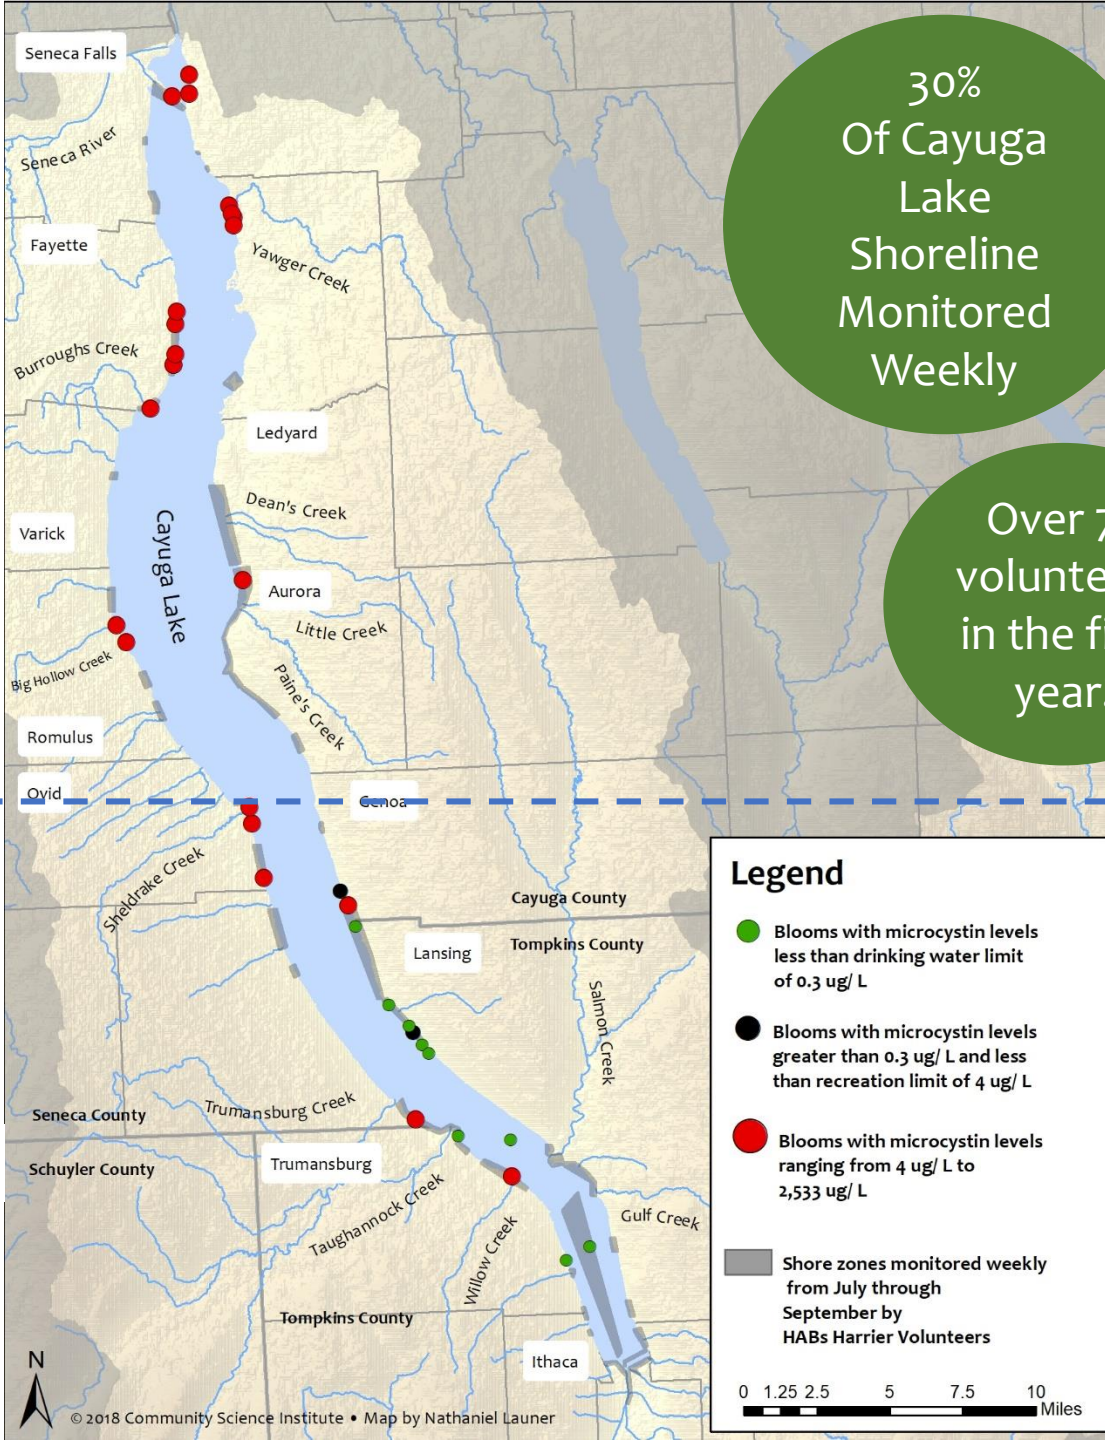 Seneca Falls
Seneca River
Fayette
Yawger Creek
Burroughs Creek
Ledyard
Dean's Creek
Varick
Cayuga Lake
Aurora
Little Creek
Big Hollow Creek
Paine's Creek
Romulus
Ovid
Genoa
Sheldrake Creek
Cayuga County
Tompkins County
Lansing
Salmon Creek
Trumansburg Creek
Seneca County
Schuyler County
Trumansburg
Taughannock Creek
Willow Creek
Gulf Creek
Tompkins County
Ithaca
N
© 2018 Community Science Institute • Map by Nathaniel Launer
30%
Of Cayuga
Lake
Shoreline
Monitored
Weekly
Over
in the
year
Legend
Blooms with microcystin levels
less than drinking water limit
of 0.3 ug/ L
Blooms with microcystin levels
greater than 0.3 ug/ L and less
than recreation limit of 4 ug/ L
Blooms with microcystin levels
ranging from 4 ug/ L to
2,533 ug/ L
Shore zones monitored weekly
from July through
September by
HABs Harrier Volunteers
0 1.25 2.5 5 7.5 10
Miles